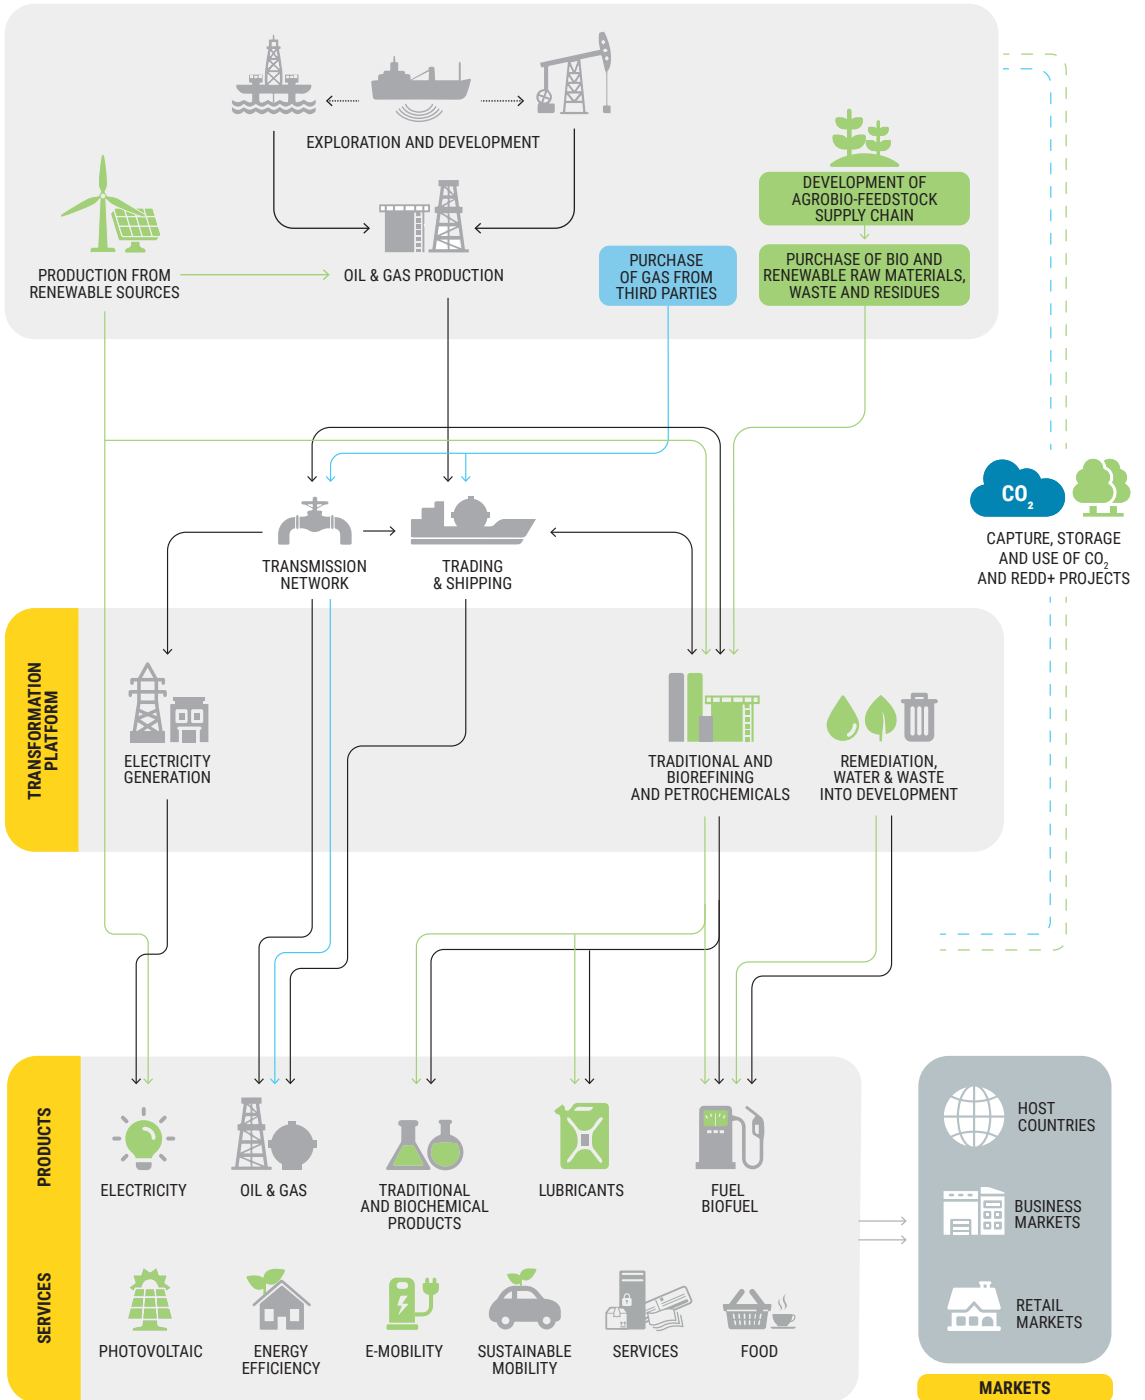 EXPLORATION AND DEVELOPMENT
DEVELOPMENT OF
AGROBIO-FEEDSTOCK
SUPPLY CHAIN
PRODUCTION FROM
RENEWABLE SOURCES
OIL & GAS PRODUCTION
PURCHASE
OF GAS FROM
THIRD PARTIES
PURCHASE OF BIO AND
RENEWABLE RAW MATERIALS,
WASTE AND RESIDUES
CO2
CAPTURE, STORAGE
AND USE OF CO2
AND REDD+ PROJECTS
TRANSMISSION
NETWORK
TRADING
& SHIPPING
TRANSFORMATION
PLATFORM
ELECTRICITY
GENERATION
TRADITIONAL AND
BIOREFINING
AND PETROCHEMICALS
REMEDIATION,
WATER & WASTE
INTO DEVELOPMENT
PRODUCTS
ELECTRICITY
OIL & GAS
TRADITIONAL
AND BIOCHEMICAL
PRODUCTS
LUBRICANTS
FUEL
BIOFUEL
SERVICES
PHOTOVOLTAIC
ENERGY
EFFICIENCY
E-MOBILITY
SUSTAINABLE
MOBILITY
SERVICES
FOOD
HOST
COUNTRIES
BUSINESS
MARKETS
RETAIL
MARKETS
MARKETS